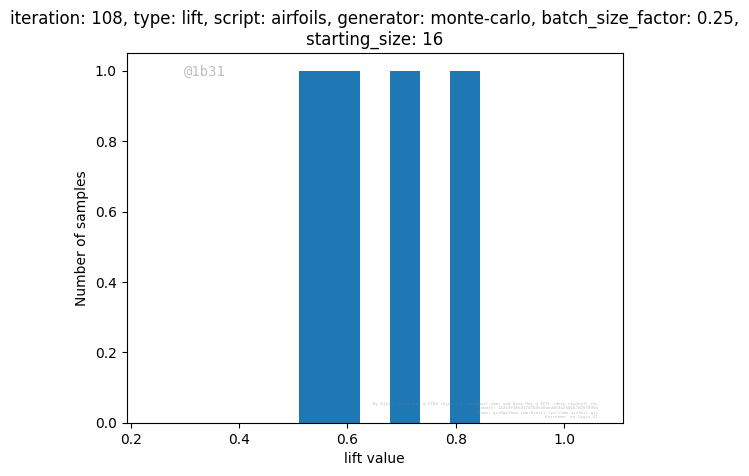 iteration: 108, type: lift, script: airfoils, generator: monte-carlo, batch_size_factor: 0.25,
starting_size: 16
@1b31
1.0
0.8
0.6
0.4
0.2
0.0
Number of samples
0.2 0.4 0.6 0.8 1.0
lift value